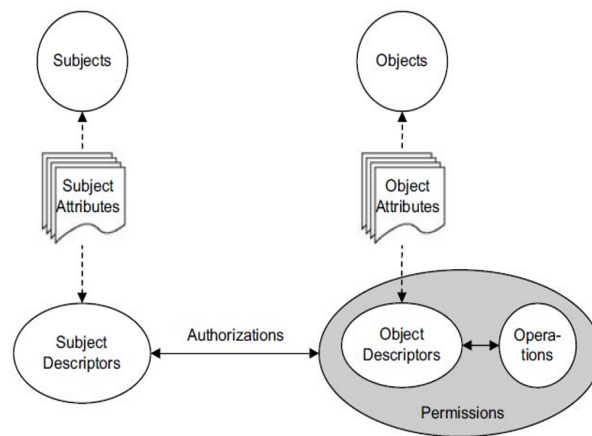 Subjects
Objects
Subject
Attributes
Object
Attributes
Subject
Descriptors
Authorizations
Object
Descriptors
Opera-
tions
Permissions